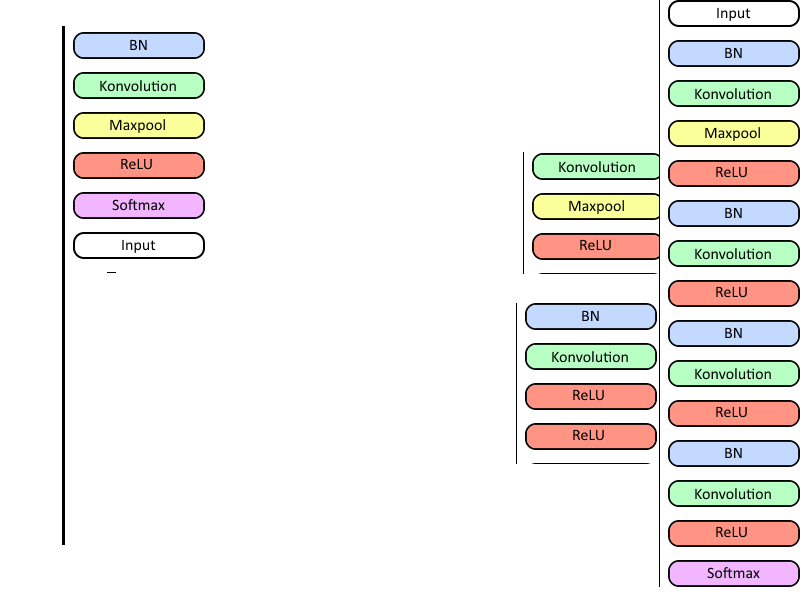 BN
Konvolution
Maxpool
ReLU
Softmax
Input
Konvolution
Maxpool
ReLU
BN
Konvolution
ReLU
ReLU
Input
BN
Konvolution
Maxpool
ReLU
BN
Konvolution
ReLU
BN
Konvolution
ReLU
BN
Konvolution
ReLU
Softmax